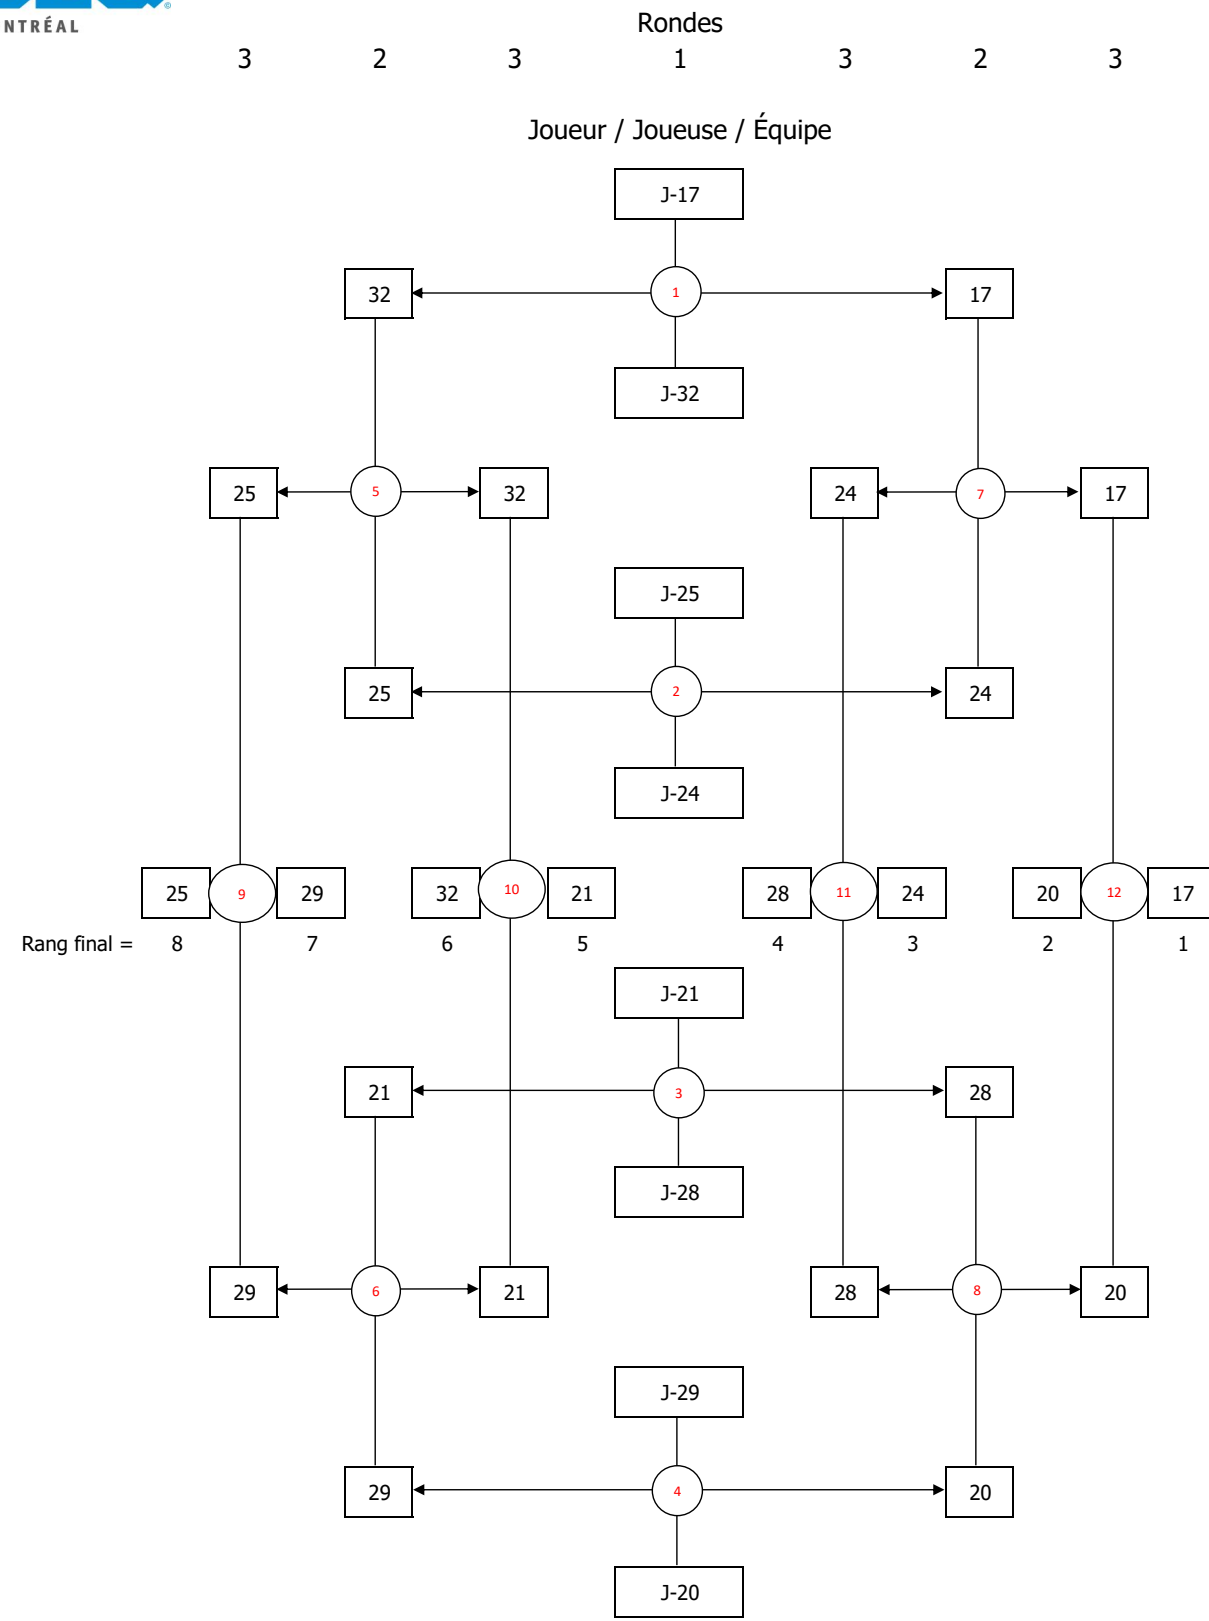 NTRÉAL
Rondes
3 2 3 1 3 2 3
Joueur / Joueuse / Équipe
J-17
32 1 17
J-32
25 5 32 24 7 17
J-25
25 2 24
J-24
25 9 29 32 10 21 28 11 24 20 12 17
Rang final = 8 7 6 5 4 3 2 1
J-21
21 3 28
J-28
29 6 21 28 8 20
J-29
29 4 20
J-20